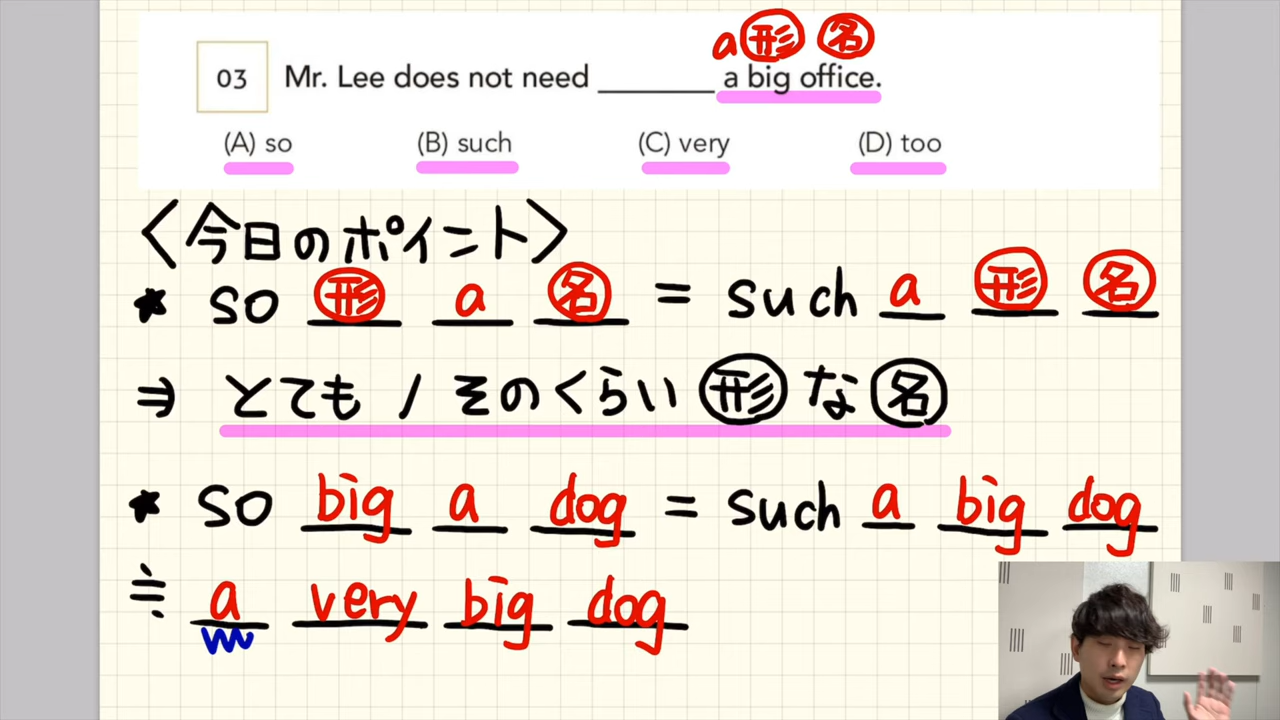 a 形 名
03 Mr. Lee does not need ________ a big office.
(A) so (B) such (C) very (D) too
〈今日のポイント〉
★ so 形 a 名 = such a 形 名
⇒ とても / そのくらい 形 な 名
★ so big a dog = such a big dog
≒ a very big dog